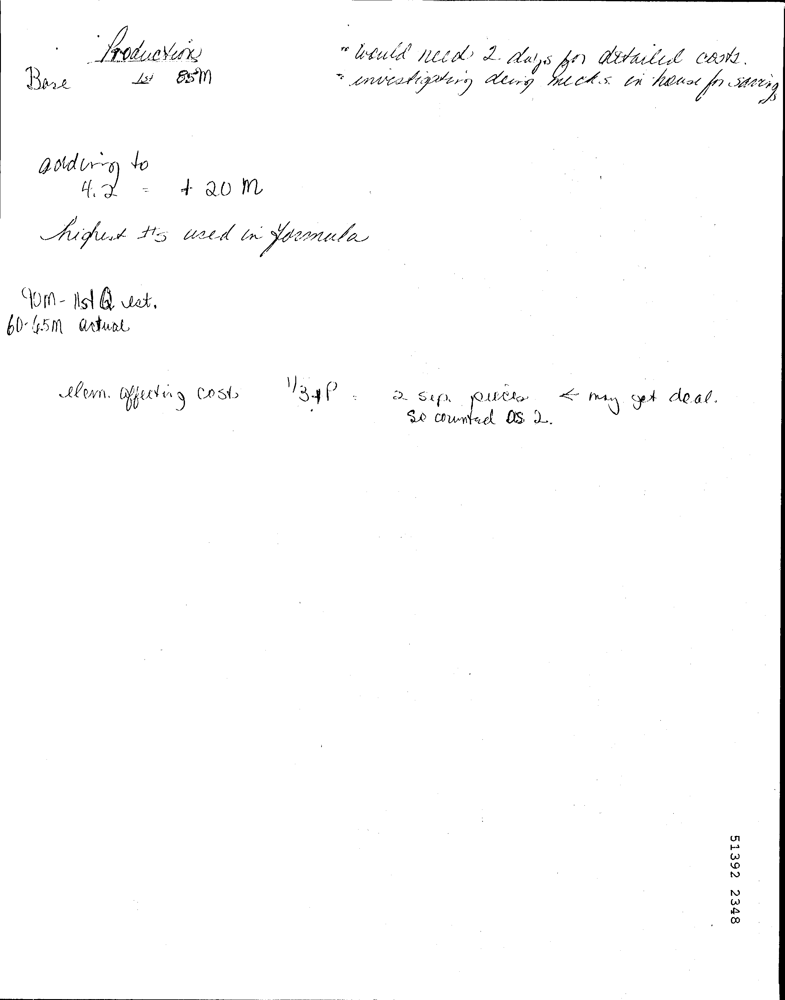 Production
Base 1st 85M
" would need 2 days for detailed costs.
" investigating doing mech's. in house for saving
adding to
4.2 = + 20 M
highest #'s used in formula
90M - 1st Q est.
60-65M actual
elem. affecting costs 1/3 P = 2 sep. pieces ← may get deal.
So counted as 2.
51392 2348